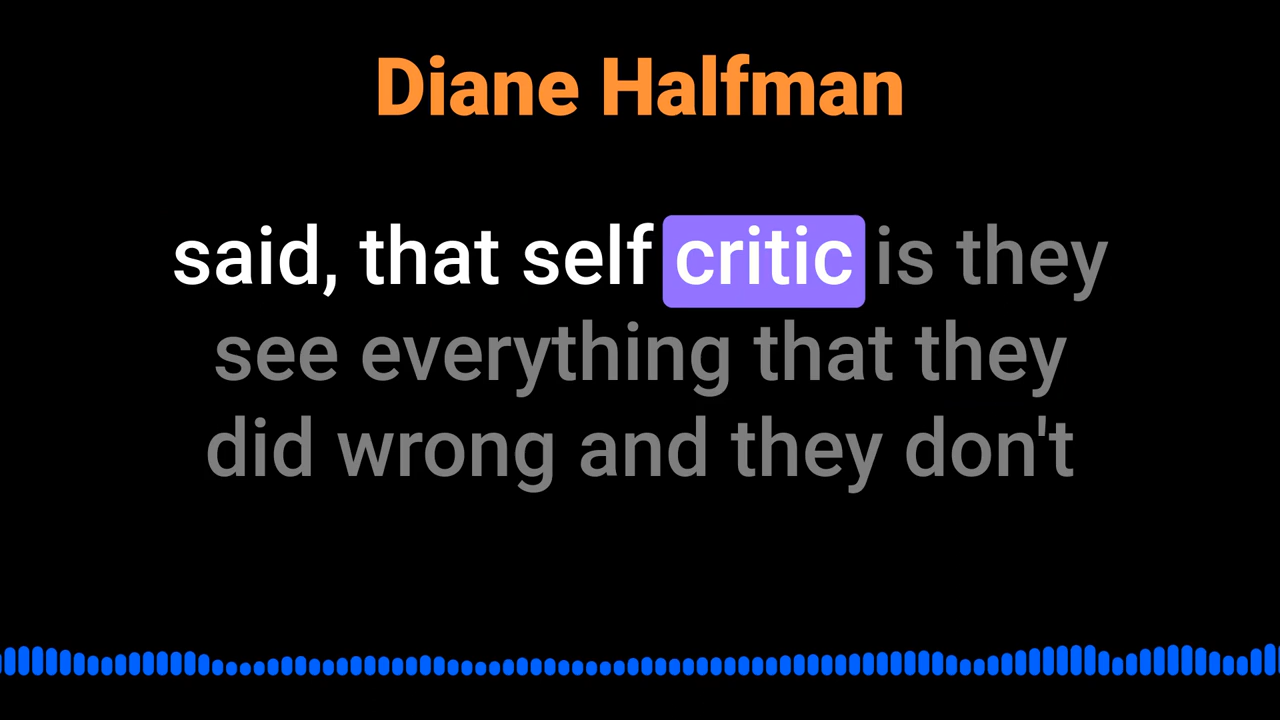 Diane Halfman
said, that self critic is they
see everything that they
did wrong and they don't